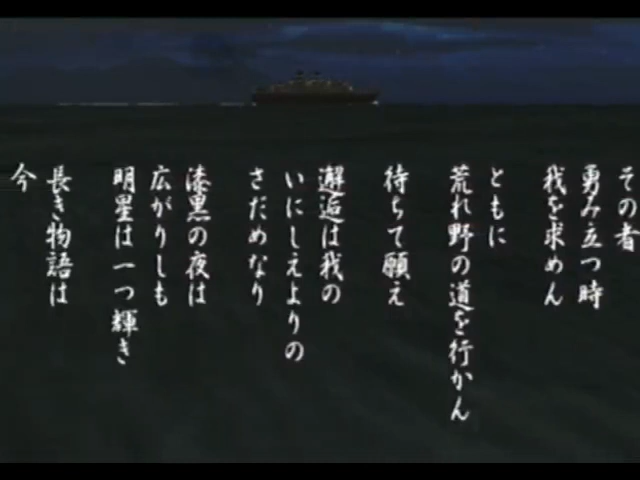 その者
勇み立つ時
我を求めん
ともに
荒れ野の道を行かん
待ちて願え
邂逅は我の
いにしえよりの
さだめなり
漆黒の夜は
広がりしも
明星は一つ輝き
長き物語は
今